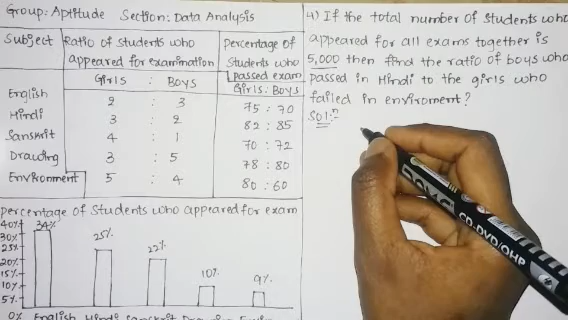 Group: Aptitude Section: Data Analysis
Subject
Ratio of Students who appeared for examination
Percentage of Students who Passed exam
Girls : Boys
Girls : Boys
English 2 : 3 75 : 70
Hindi 3 : 2 82 : 85
Sanskrit 4 : 1 70 : 72
Drawing 3 : 5 78 : 80
Environment 5 : 4 80 : 60
percentage of Students who appeared for exam
40%
30%
25%
20%
15%
10%
5%
0%
34%
25%
22%
10%
9%
English Hindi Sanskrit
4) If the total number of students who
appeared for all exams together is
5,000 then find the ratio of boys who
passed in Hindi to the girls who
failed in enviroment?
Sol:-
CD-DVD/OHP